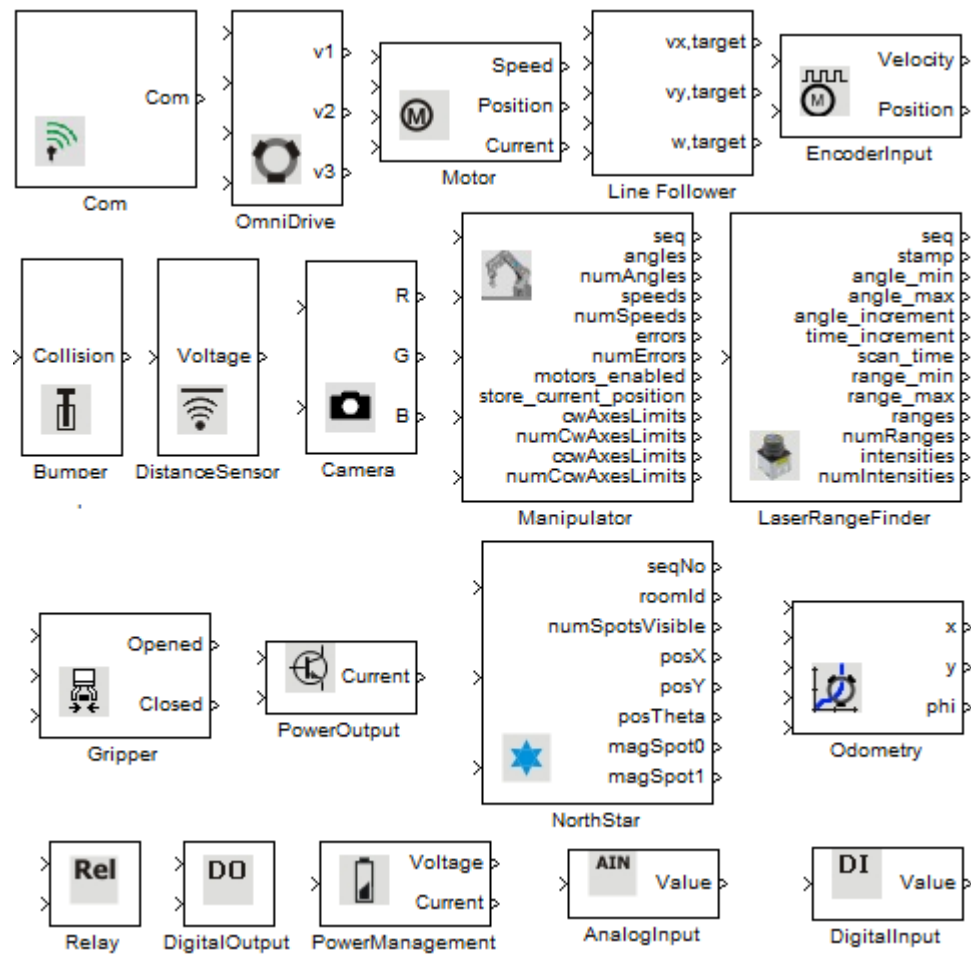 Com
Com
v1
v2
v3
OmniDrive
Speed
Position
Current
M
Motor
vx,target
vy,target
w,target
Line Follower
Velocity
Position
M
EncoderInput
Collision
Bumper
Voltage
DistanceSensor
R
G
B
Camera
seq
angles
numAngles
speeds
numSpeeds
errors
numErrors
motors_enabled
store_current_position
cwAxesLimits
numCwAxesLimits
ccwAxesLimits
numCcwAxesLimits
Manipulator
seq
stamp
angle_min
angle_max
angle_increment
time_increment
scan_time
range_min
range_max
ranges
numRanges
intensities
numIntensities
LaserRangeFinder
Opened
Closed
Gripper
Current
PowerOutput
seqNo
roomId
numSpotsVisible
posX
posY
posTheta
magSpot0
magSpot1
NorthStar
x
y
phi
Odometry
Rel
Relay
DO
DigitalOutput
Voltage
Current
PowerManagement
AIN
Value
AnalogInput
DI
Value
DigitalInput